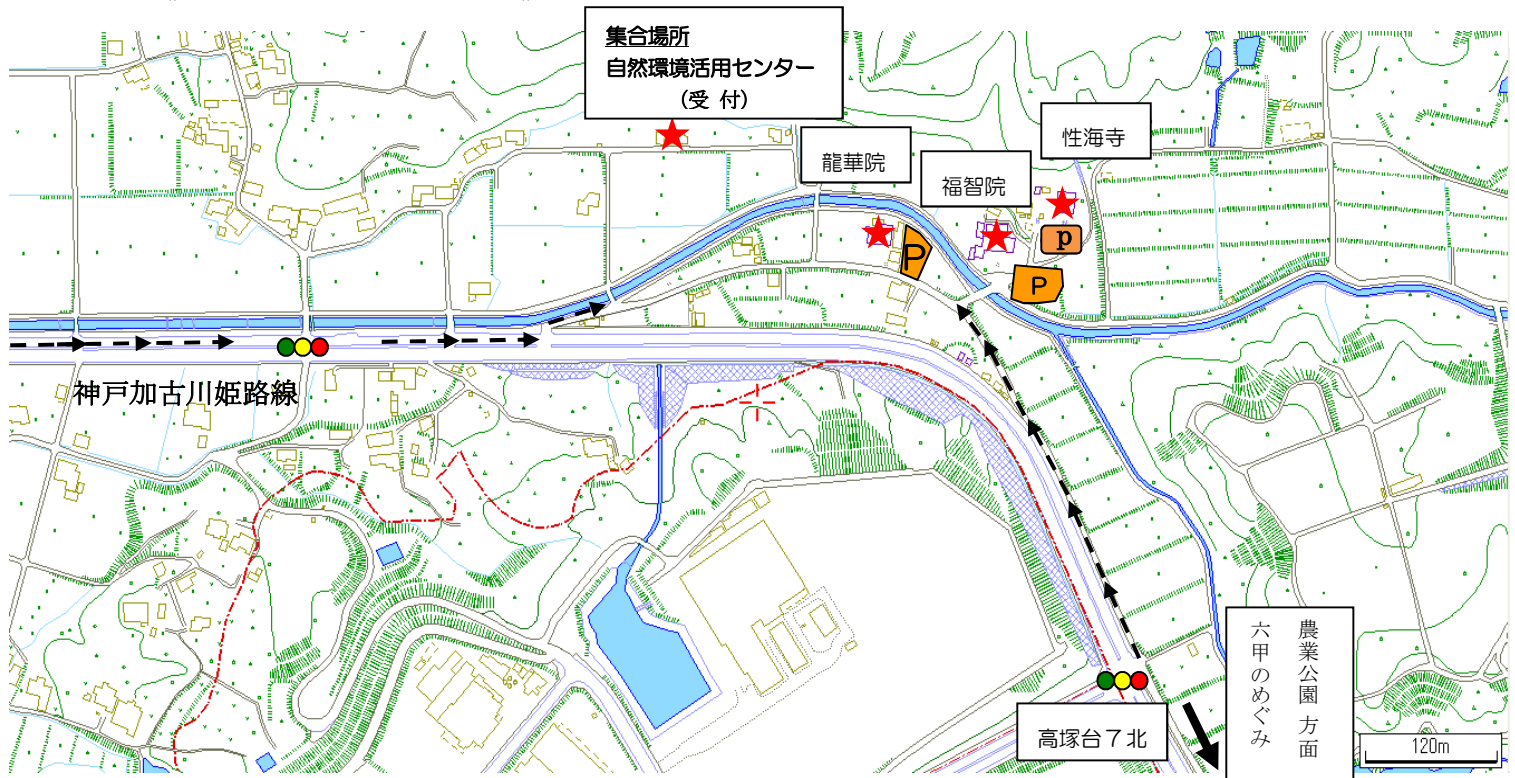 集合場所
自然環境活用センター
(受 付)
龍華院
福智院
性海寺
P
p
P
神戸加古川姫路線
高塚台7北
農業公園 方面
六甲のめぐみ
120m